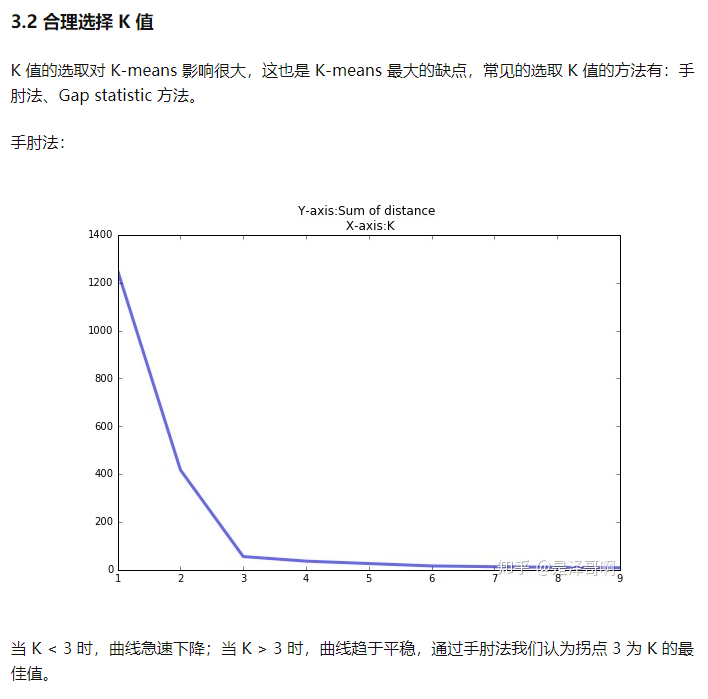 3.2 合理选择 K 值
K 值的选取对 K-means 影响很大，这也是 K-means 最大的缺点，常见的选取 K 值的方法有：手
肘法、Gap statistic 方法。
手肘法：
Y-axis:Sum of distance
X-axis:K
1400
1200
1000
800
600
400
200
0
知乎 @是泽哥啊
1 2 3 4 5 6 7 8 9
当 K < 3 时，曲线急速下降；当 K > 3 时，曲线趋于平稳，通过手肘法我们认为拐点 3 为 K 的最
佳值。